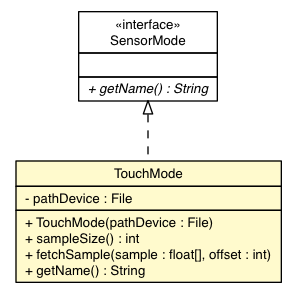 «interface»
SensorMode
+ getName() : String
TouchMode
- pathDevice : File
+ TouchMode(pathDevice : File)
+ sampleSize() : int
+ fetchSample(sample : float[], offset : int)
+ getName() : String